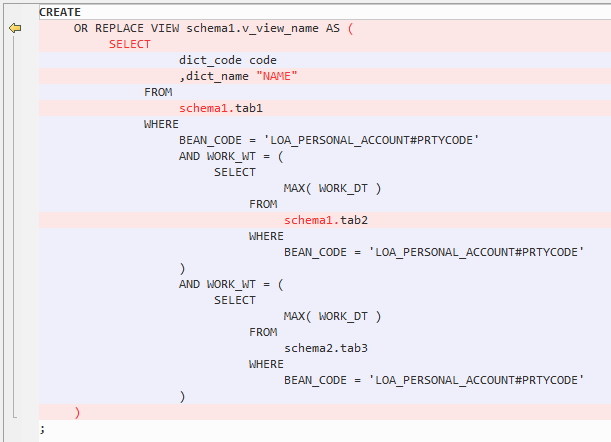 CREATE
OR REPLACE VIEW schema1.v_view_name AS (
SELECT
dict_code code
,dict_name "NAME"
FROM
schema1.tab1
WHERE
BEAN_CODE = 'LOA_PERSONAL_ACCOUNT#PRTYCODE'
AND WORK_WT = (
SELECT
MAX( WORK_DT )
FROM
schema1.tab2
WHERE
BEAN_CODE = 'LOA_PERSONAL_ACCOUNT#PRTYCODE'
)
AND WORK_WT = (
SELECT
MAX( WORK_DT )
FROM
schema2.tab3
WHERE
BEAN_CODE = 'LOA_PERSONAL_ACCOUNT#PRTYCODE'
)
)
;